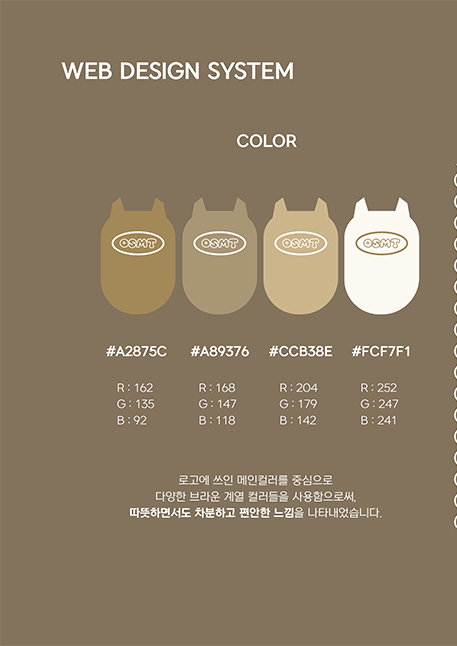 WEB DESIGN SYSTEM
COLOR
OSMT OSMT OSMT OSMT
#A2875C #A89376 #CCB38E #FCF7F1
R : 162 R : 168 R : 204 R : 252
G : 135 G : 147 G : 179 G : 247
B : 92 B : 118 B : 142 B : 241
로고에 쓰인 메인컬러를 중심으로
다양한 브라운 계열 컬러들을 사용함으로써,
따뜻하면서도 차분하고 편안한 느낌을 나타내었습니다.